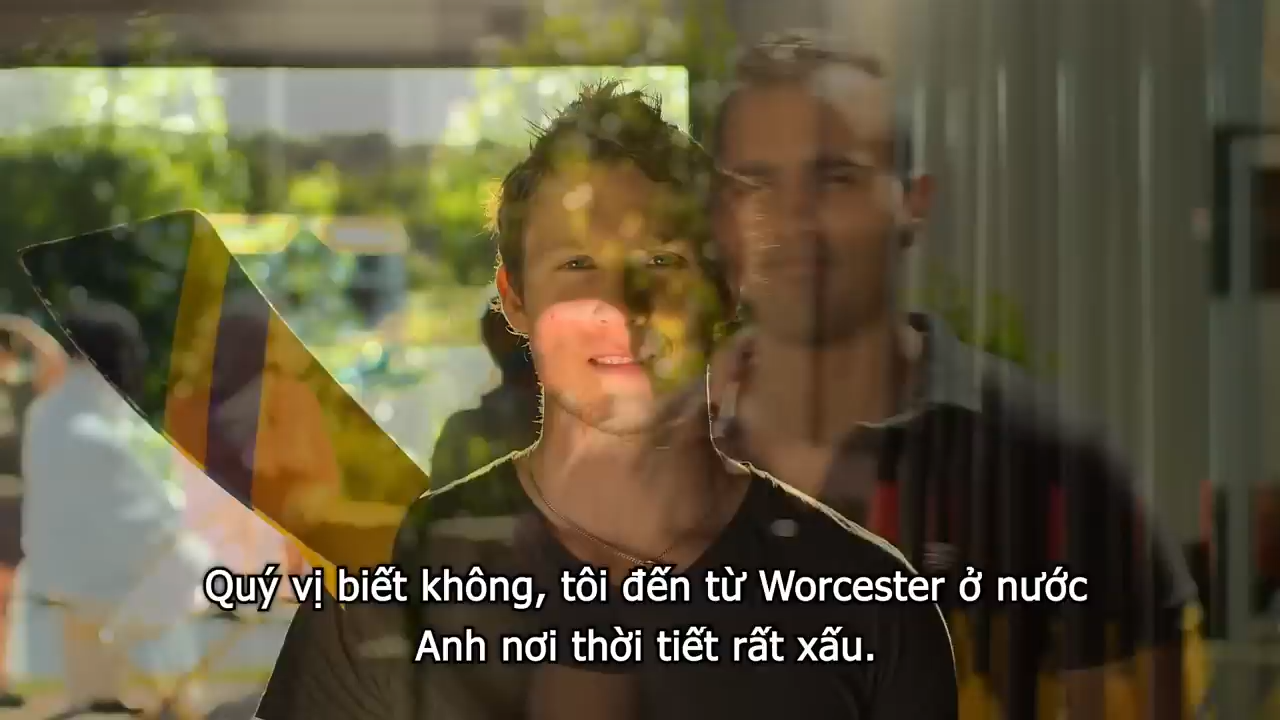 Quý vị biết không, tôi đến từ Worcester ở nước
Anh nơi thời tiết rất xấu.